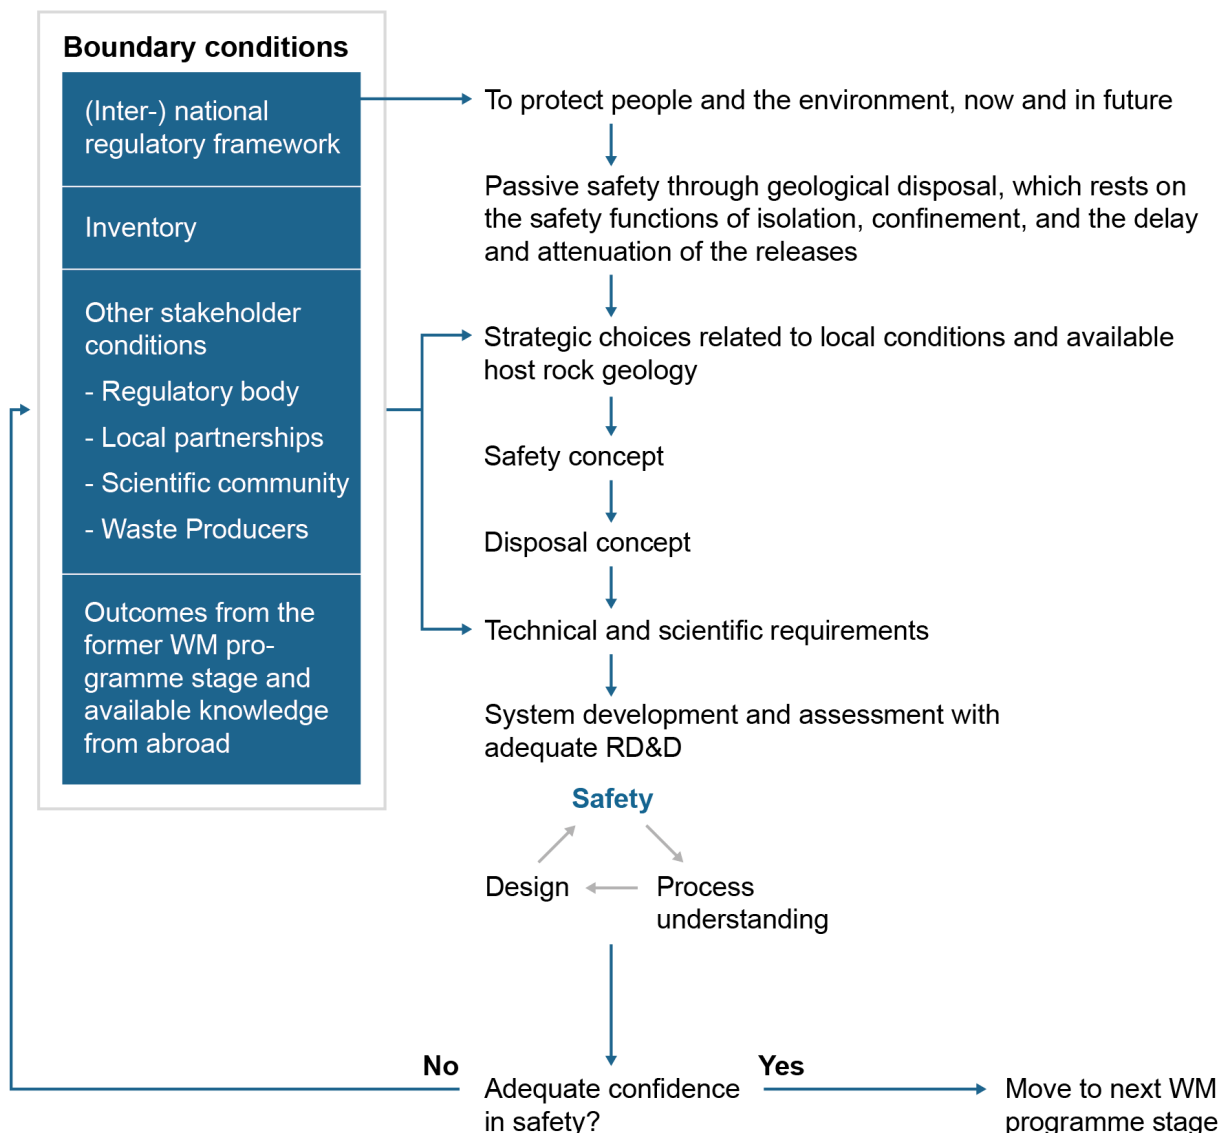 Boundary conditions
(Inter-) national
regulatory framework
Inventory
Other stakeholder
conditions
- Regulatory body
- Local partnerships
- Scientific community
- Waste Producers
Outcomes from the
former WM pro-
gramme stage and
available knowledge
from abroad
To protect people and the environment, now and in future
Passive safety through geological disposal, which rests on
the safety functions of isolation, confinement, and the delay
and attenuation of the releases
Strategic choices related to local conditions and available
host rock geology
Safety concept
Disposal concept
Technical and scientific requirements
System development and assessment with
adequate RD&D
Safety
Design
Process
understanding
No
Adequate confidence
in safety?
Yes
Move to next WM
programme stage